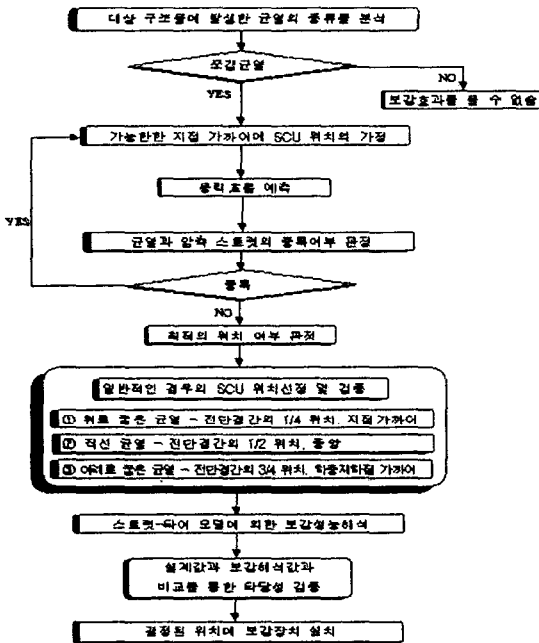 대상 구조물에 발생한 균열의 종류를 분석
모감균열
NO
YES
보강효과를 볼 수 없음
가능한한 지점 가까이에 SCU 위치의 가정
응력흐름 예측
YES
균열과 압축 스트럿의 중복여부 판정
중복
NO
최적의 위치 여부 판정
일반적인 경우의 SCU 위치선정 및 검증
① 위로 굽은 균열 - 전단경간의 1/4 위치, 지점가까이
② 직선 균열 - 전단경간의 1/2 위치, 중앙
③ 아래로 굽은 균열 - 전단경간의 3/4 위치, 가까이
스트럿-타이 모델에 의한 보강성능해석
설계값과 보강해석값과
비교를 통한 타당성 검증
결정된 위치에 보강장치 설치